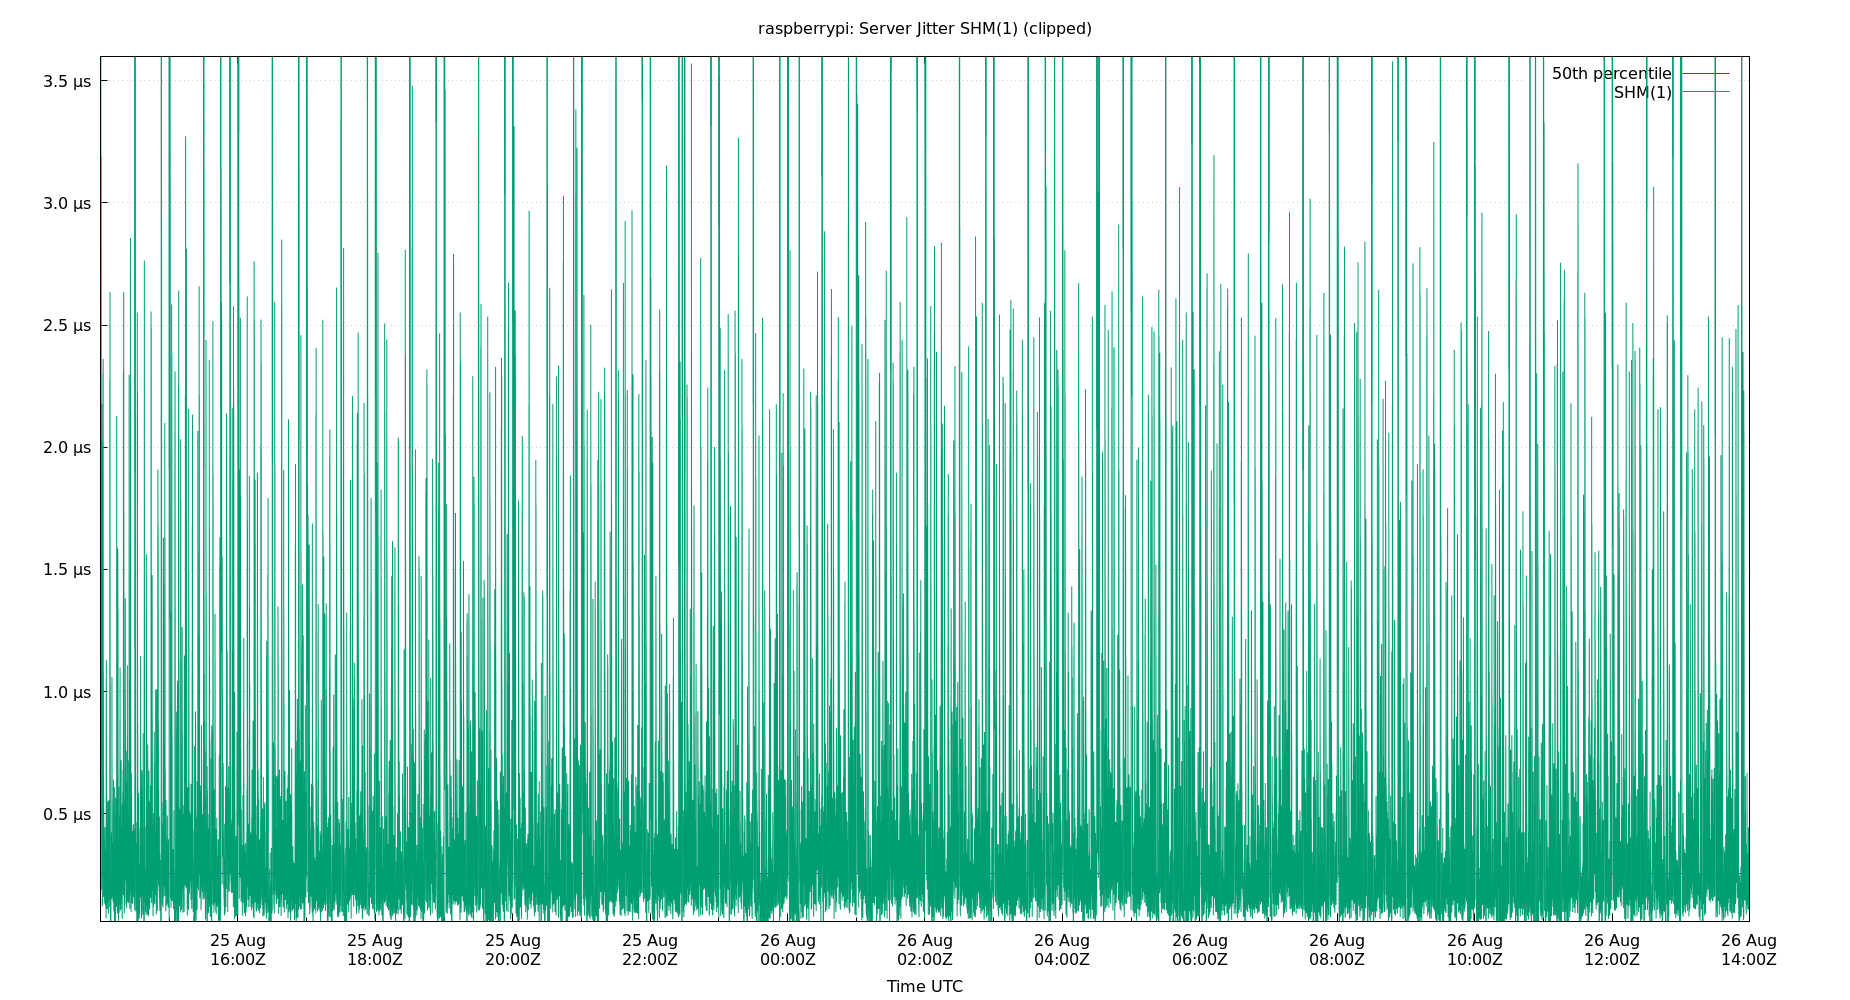 raspberrypi: Server Jitter SHM(1) (clipped)
50th percentile
SHM(1)
3.5 µs
3.0 µs
2.5 µs
2.0 µs
1.5 µs
1.0 µs
0.5 µs
25 Aug 25 Aug 25 Aug 25 Aug 26 Aug 26 Aug 26 Aug 26 Aug 26 Aug 26 Aug 26 Aug 26 Aug
16:00Z 18:00Z 20:00Z 22:00Z 00:00Z 02:00Z 04:00Z 06:00Z 08:00Z 10:00Z 12:00Z 14:00Z
Time UTC